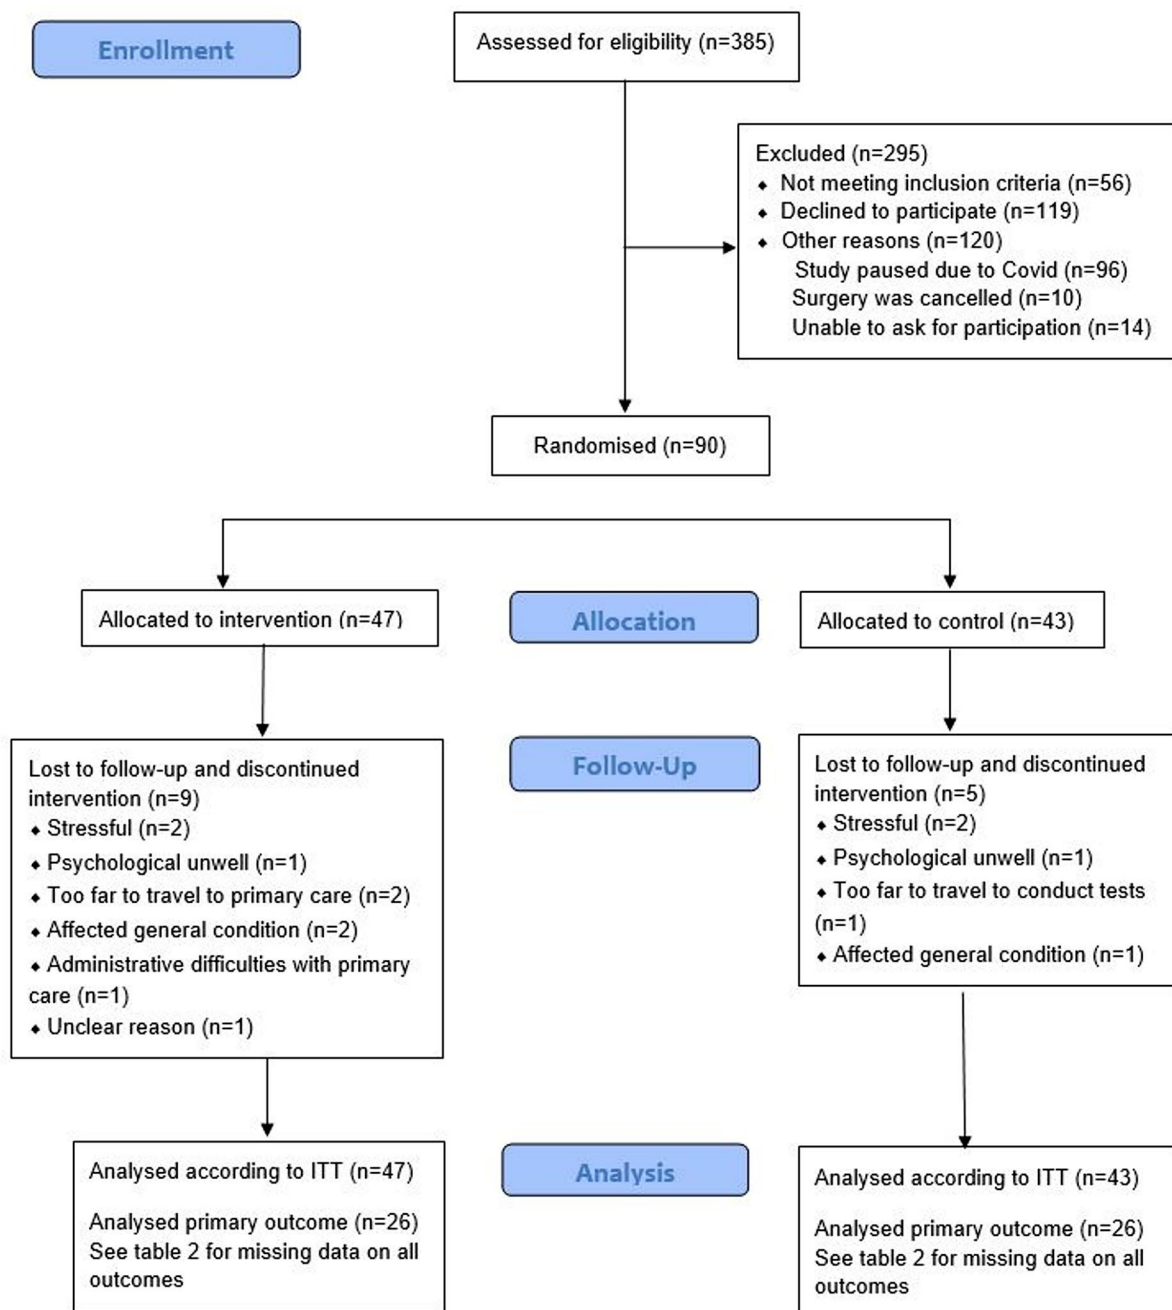 Enrollment
Assessed for eligibility (n=385)
Excluded (n=295)
⬥ Not meeting inclusion criteria (n=56)
⬥ Declined to participate (n=119)
⬥ Other reasons (n=120)
Study paused due to Covid (n=96)
Surgery was cancelled (n=10)
Unable to ask for participation (n=14)
Randomised (n=90)
Allocated to intervention (n=47)
Allocation
Allocated to control (n=43)
Follow-Up
Lost to follow-up and discontinued
intervention (n=9)
⬥ Stressful (n=2)
⬥ Psychological unwell (n=1)
⬥ Too far to travel to primary care (n=2)
⬥ Affected general condition (n=2)
⬥ Administrative difficulties with primary
care (n=1)
⬥ Unclear reason (n=1)
Lost to follow-up and discontinued
intervention (n=5)
⬥ Stressful (n=2)
⬥ Psychological unwell (n=1)
⬥ Too far to travel to conduct tests
(n=1)
⬥ Affected general condition (n=1)
Analysis
Analysed according to ITT (n=47)
Analysed primary outcome (n=26)
See table 2 for missing data on all
outcomes
Analysed according to ITT (n=43)
Analysed primary outcome (n=26)
See table 2 for missing data on all
outcomes